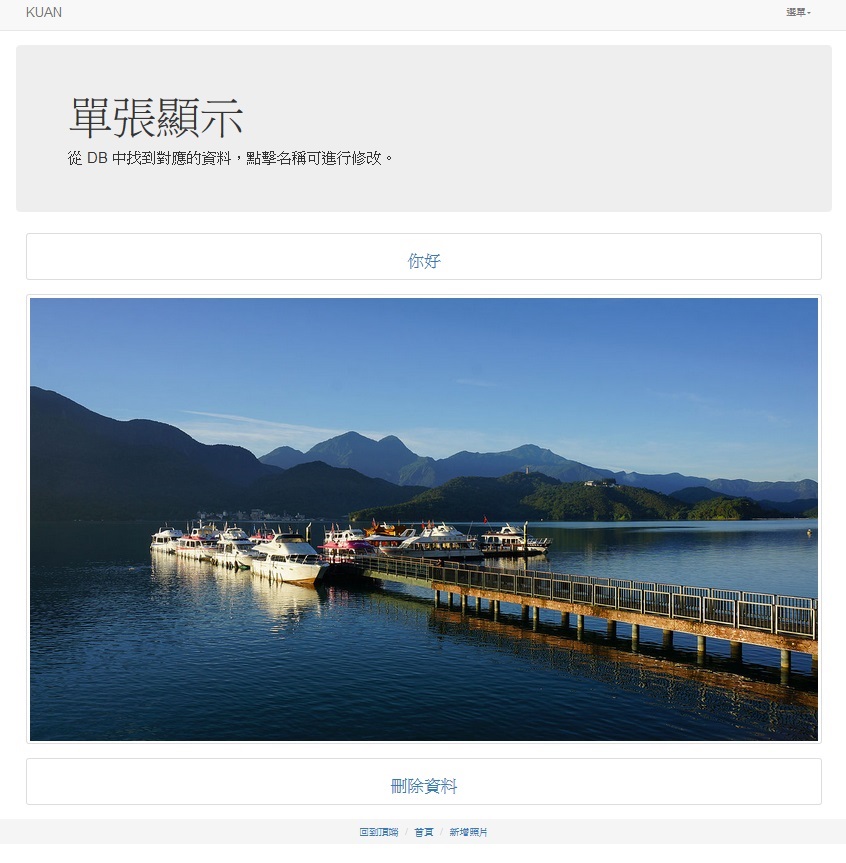 KUAN
選單
單張顯示
從 DB 中找到對應的資料，點擊名稱可進行修改。
你好
刪除資料
回到頂端 / 首頁 / 新增照片